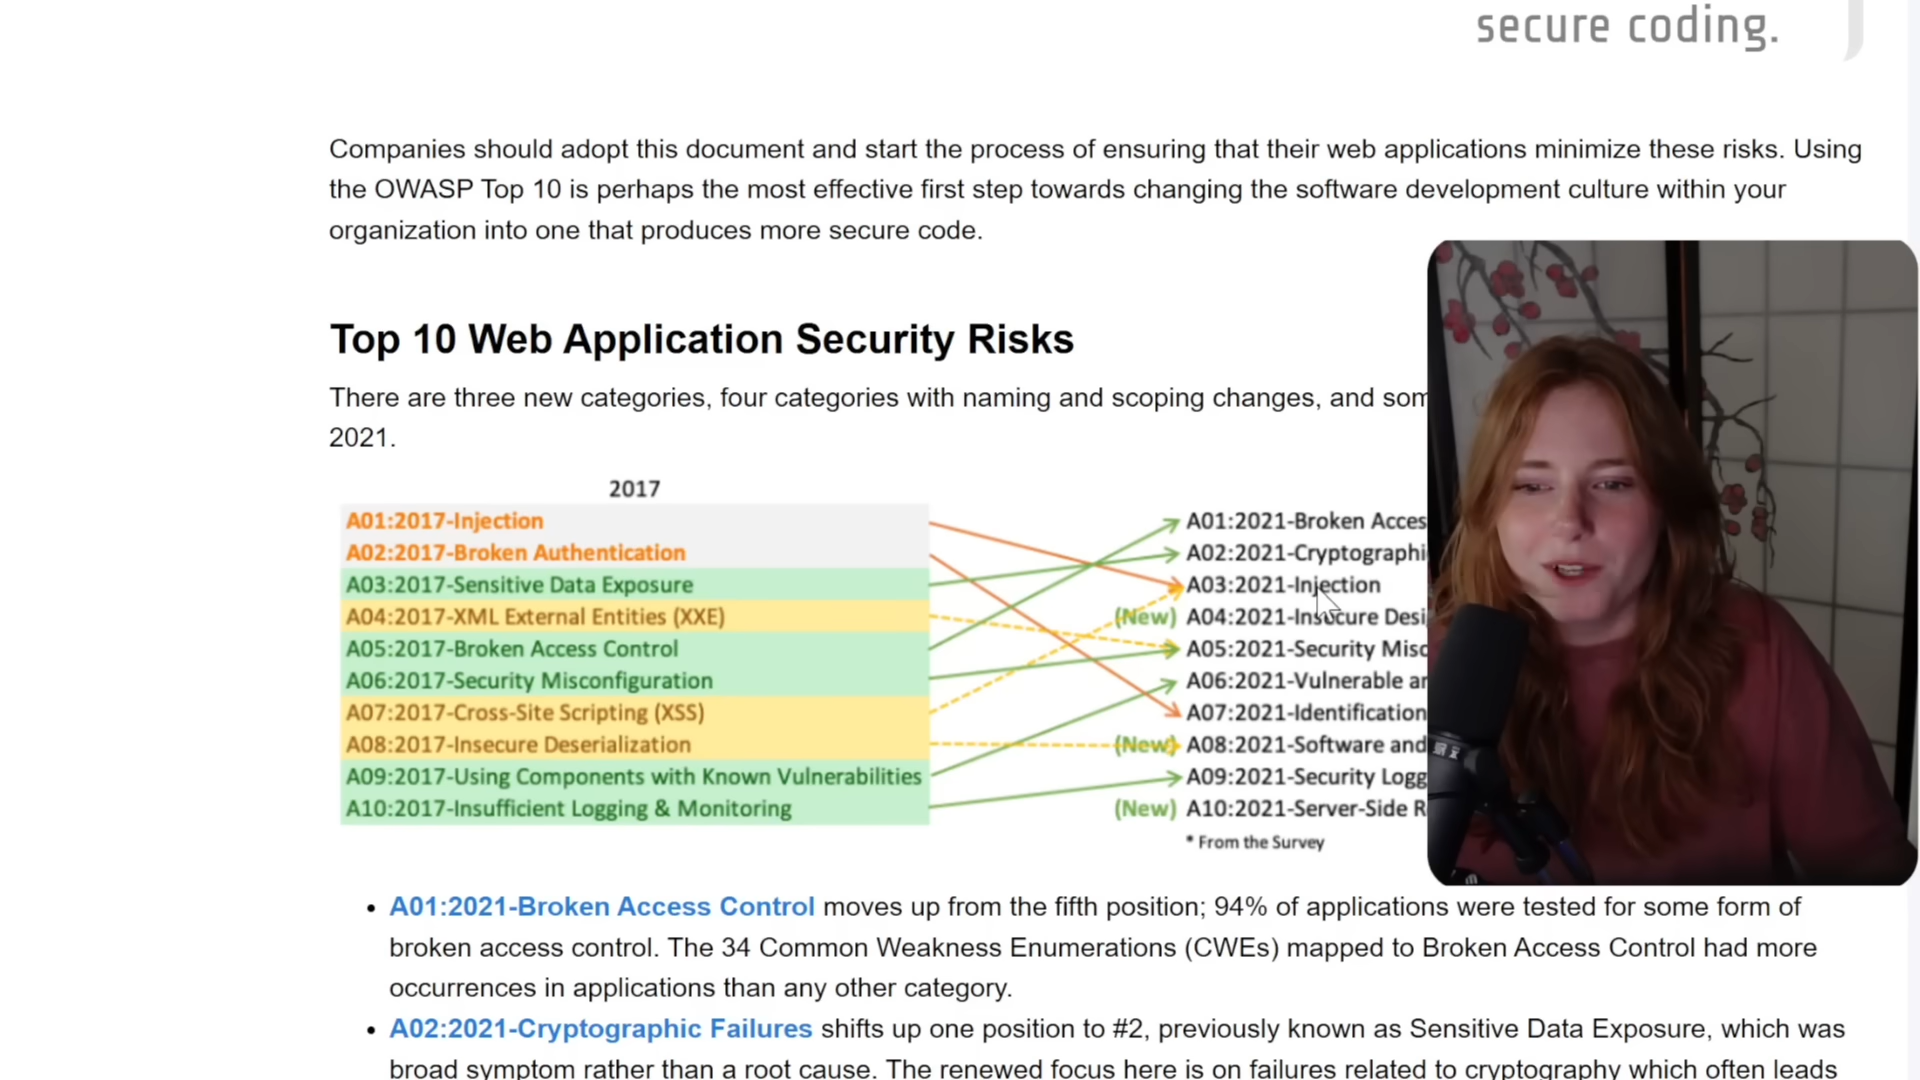 secure coding.
Companies should adopt this document and start the process of ensuring that their web applications minimize these risks. Using
the OWASP Top 10 is perhaps the most effective first step towards changing the software development culture within your
organization into one that produces more secure code.
Top 10 Web Application Security Risks
There are three new categories, four categories with naming and scoping changes, and som
2021.
2017
A01:2017-Injection
A02:2017-Broken Authentication
A03:2017-Sensitive Data Exposure
A04:2017-XML External Entities (XXE)
A05:2017-Broken Access Control
A06:2017-Security Misconfiguration
A07:2017-Cross-Site Scripting (XSS)
A08:2017-Insecure Deserialization
A09:2017-Using Components with Known Vulnerabilities
A10:2017-Insufficient Logging & Monitoring
A01:2021-Broken Acces
A02:2021-Cryptographi
A03:2021-Injection
(New) A04:2021-Insecure Desi
A05:2021-Security Misc
A06:2021-Vulnerable ar
A07:2021-Identification
(New) A08:2021-Software and
A09:2021-Security Logg
(New) A10:2021-Server-Side R
* From the Survey
• A01:2021-Broken Access Control moves up from the fifth position; 94% of applications were tested for some form of
broken access control. The 34 Common Weakness Enumerations (CWEs) mapped to Broken Access Control had more
occurrences in applications than any other category.
• A02:2021-Cryptographic Failures shifts up one position to #2, previously known as Sensitive Data Exposure, which was
broad symptom rather than a root cause. The renewed focus here is on failures related to cryptography which often leads